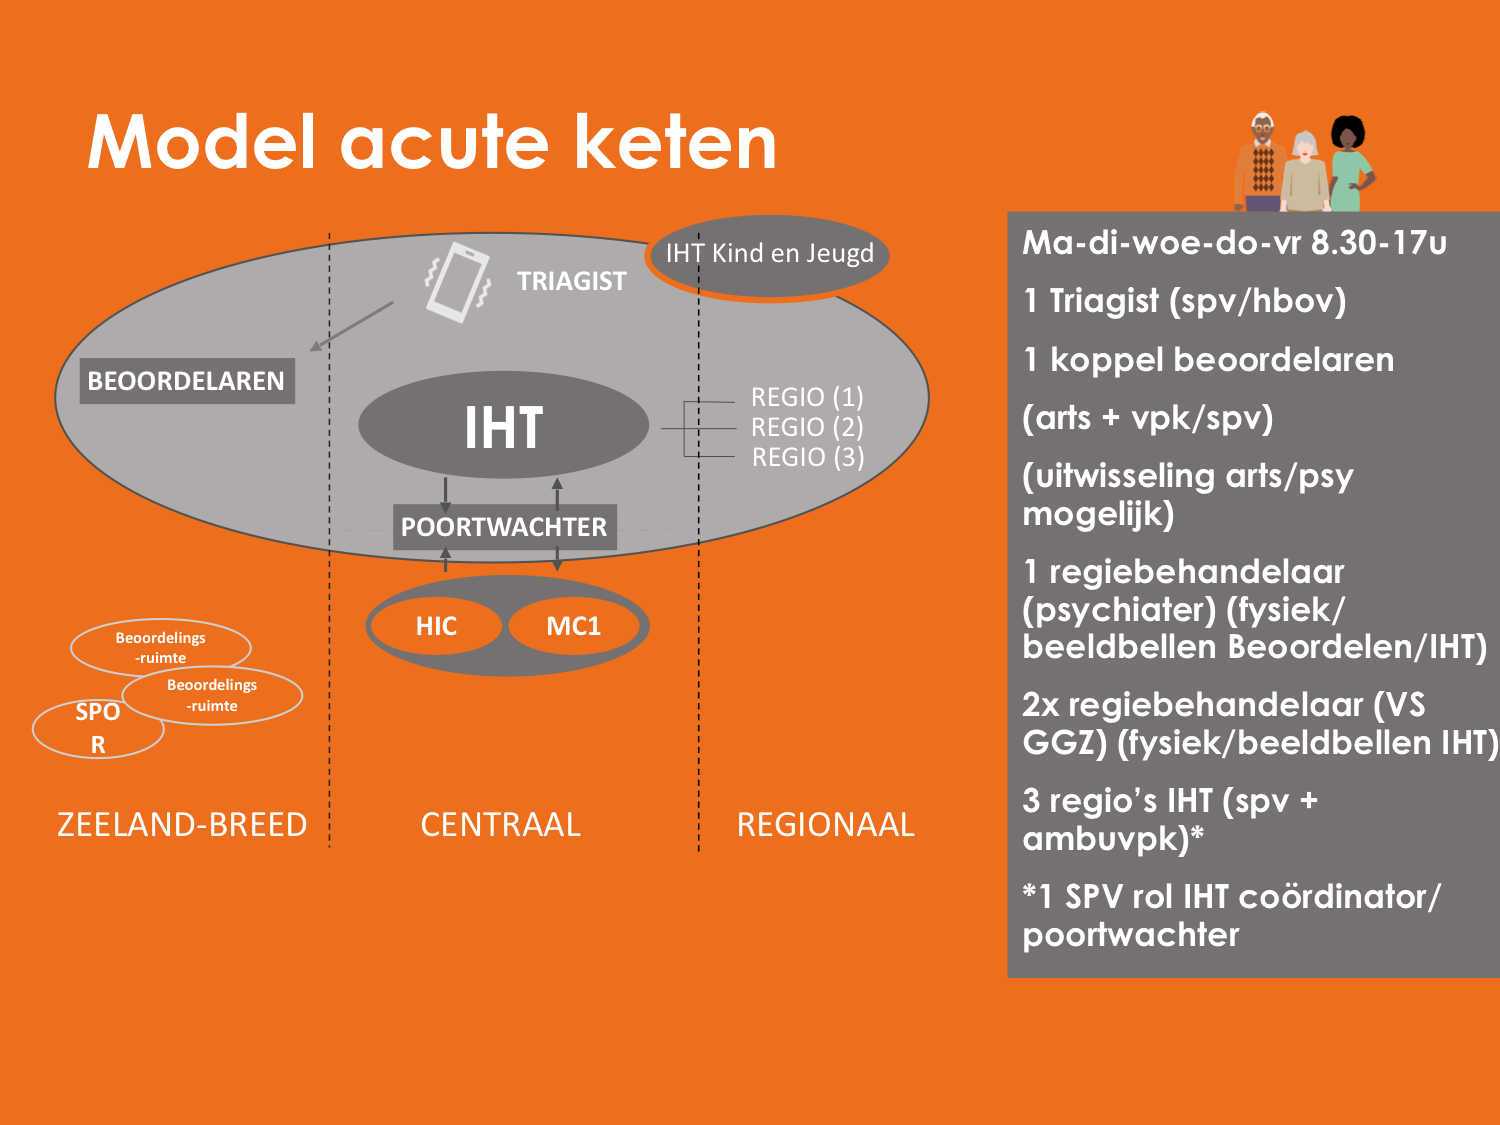 Model acute keten
IHT Kind en Jeugd
TRIAGIST
BEOORDELAREN
IHT
REGIO (1)
REGIO (2)
REGIO (3)
POORTWACHTER
HIC
MC1
Beoordelings
-ruimte
Beoordelings
-ruimte
SPO
R
ZEELAND-BREED
CENTRAAL
REGIONAAL
Ma-di-woe-do-vr 8.30-17u
1 Triagist (spv/hbov)
1 koppel beoordelaren
(arts + vpk/spv)
(uitwisseling arts/psy
mogelijk)
1 regiebehandelaar
(psychiater) (fysiek/
beeldbellen Beoordelen/IHT)
2x regiebehandelaar (VS
GGZ) (fysiek/beeldbellen IHT)
3 regio's IHT (spv +
ambuvpk)*
*1 SPV rol IHT coördinator/
poortwachter